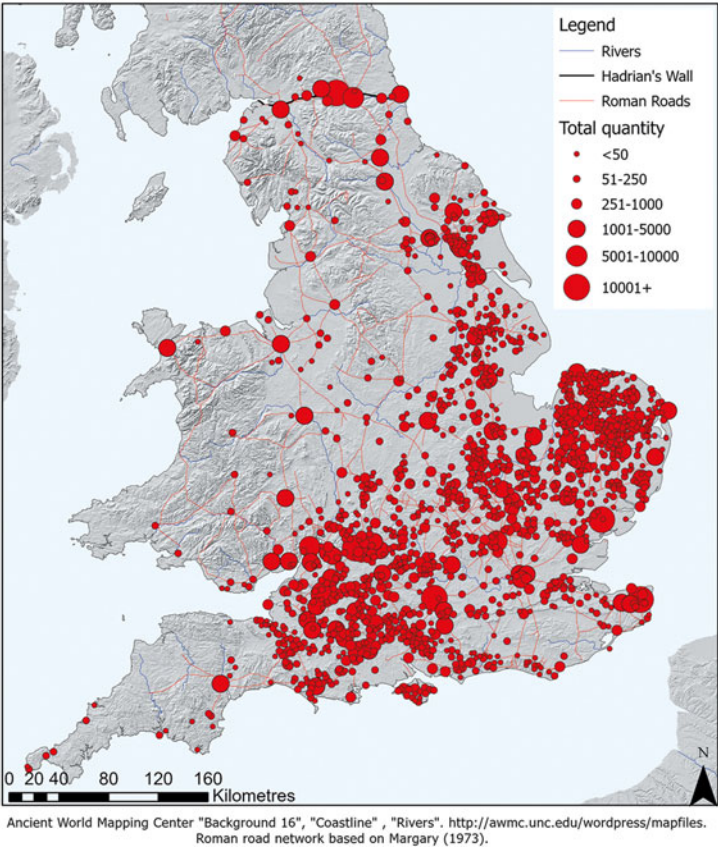 Legend
Rivers
Hadrian's Wall
Roman Roads
Total quantity
<50
51-250
251-1000
1001-5000
5001-10000
10001+
N
0 20 40 80 120 160
Kilometres
Ancient World Mapping Center "Background 16", "Coastline" , "Rivers". http://awmc.unc.edu/wordpress/mapfiles.
Roman road network based on Margary (1973).